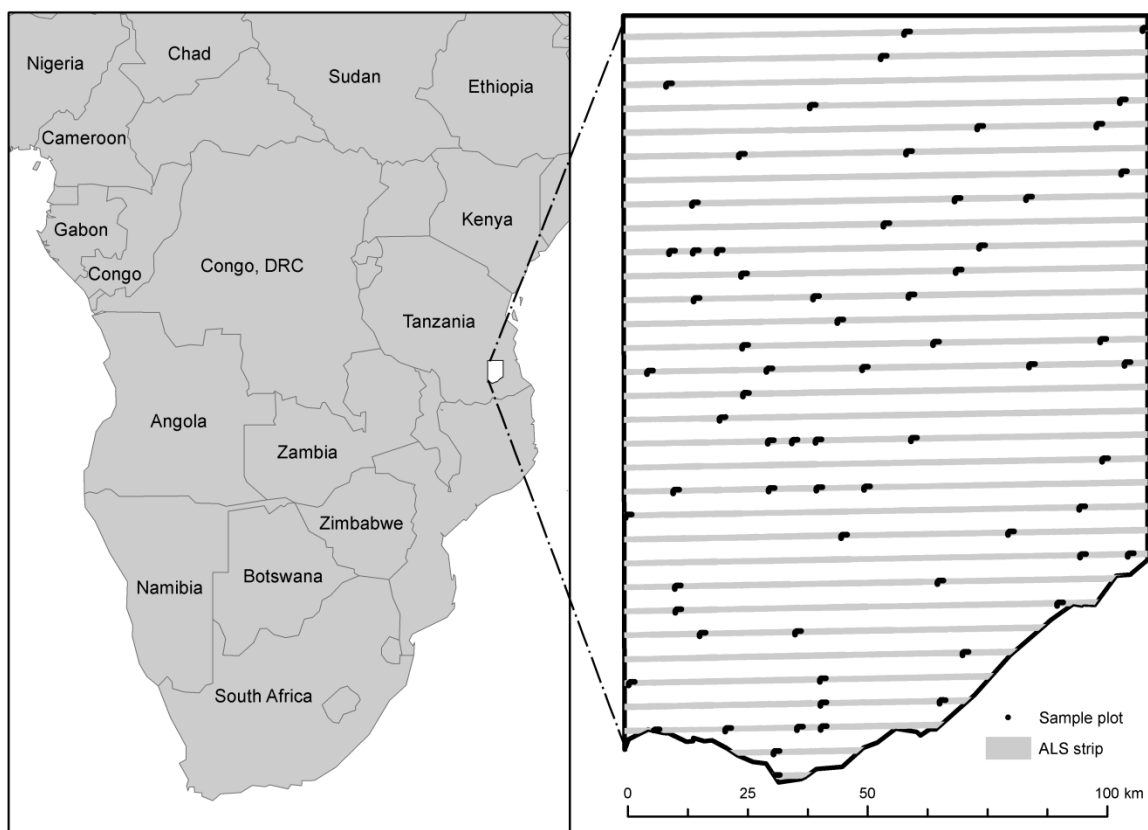 Chad
Nigeria
Sudan
Ethiopia
Cameroon
Kenya
Gabon
Congo
Congo, DRC
Tanzania
Angola
Zambia
Zimbabwe
Namibia
Botswana
South Africa
Sample plot
ALS strip
0 25 50 100 km